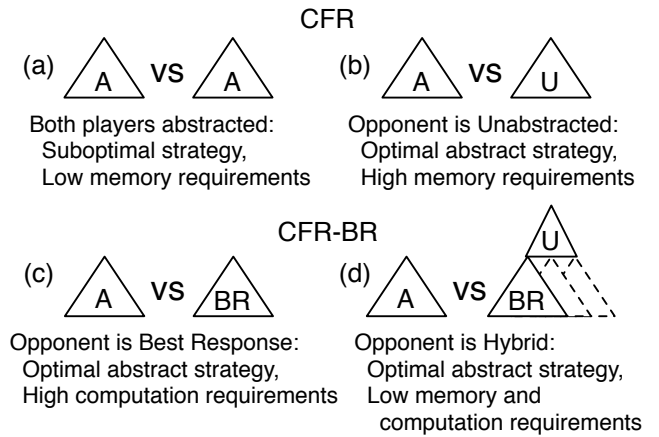 CFR
(a) A vs A
Both players abstracted:
Suboptimal strategy,
Low memory requirements
(b) A vs U
Opponent is Unabstracted:
Optimal abstract strategy,
High memory requirements
CFR-BR
(c) A vs BR
Opponent is Best Response:
Optimal abstract strategy,
High computation requirements
(d) A vs U BR
Opponent is Hybrid:
Optimal abstract strategy,
Low memory and
computation requirements